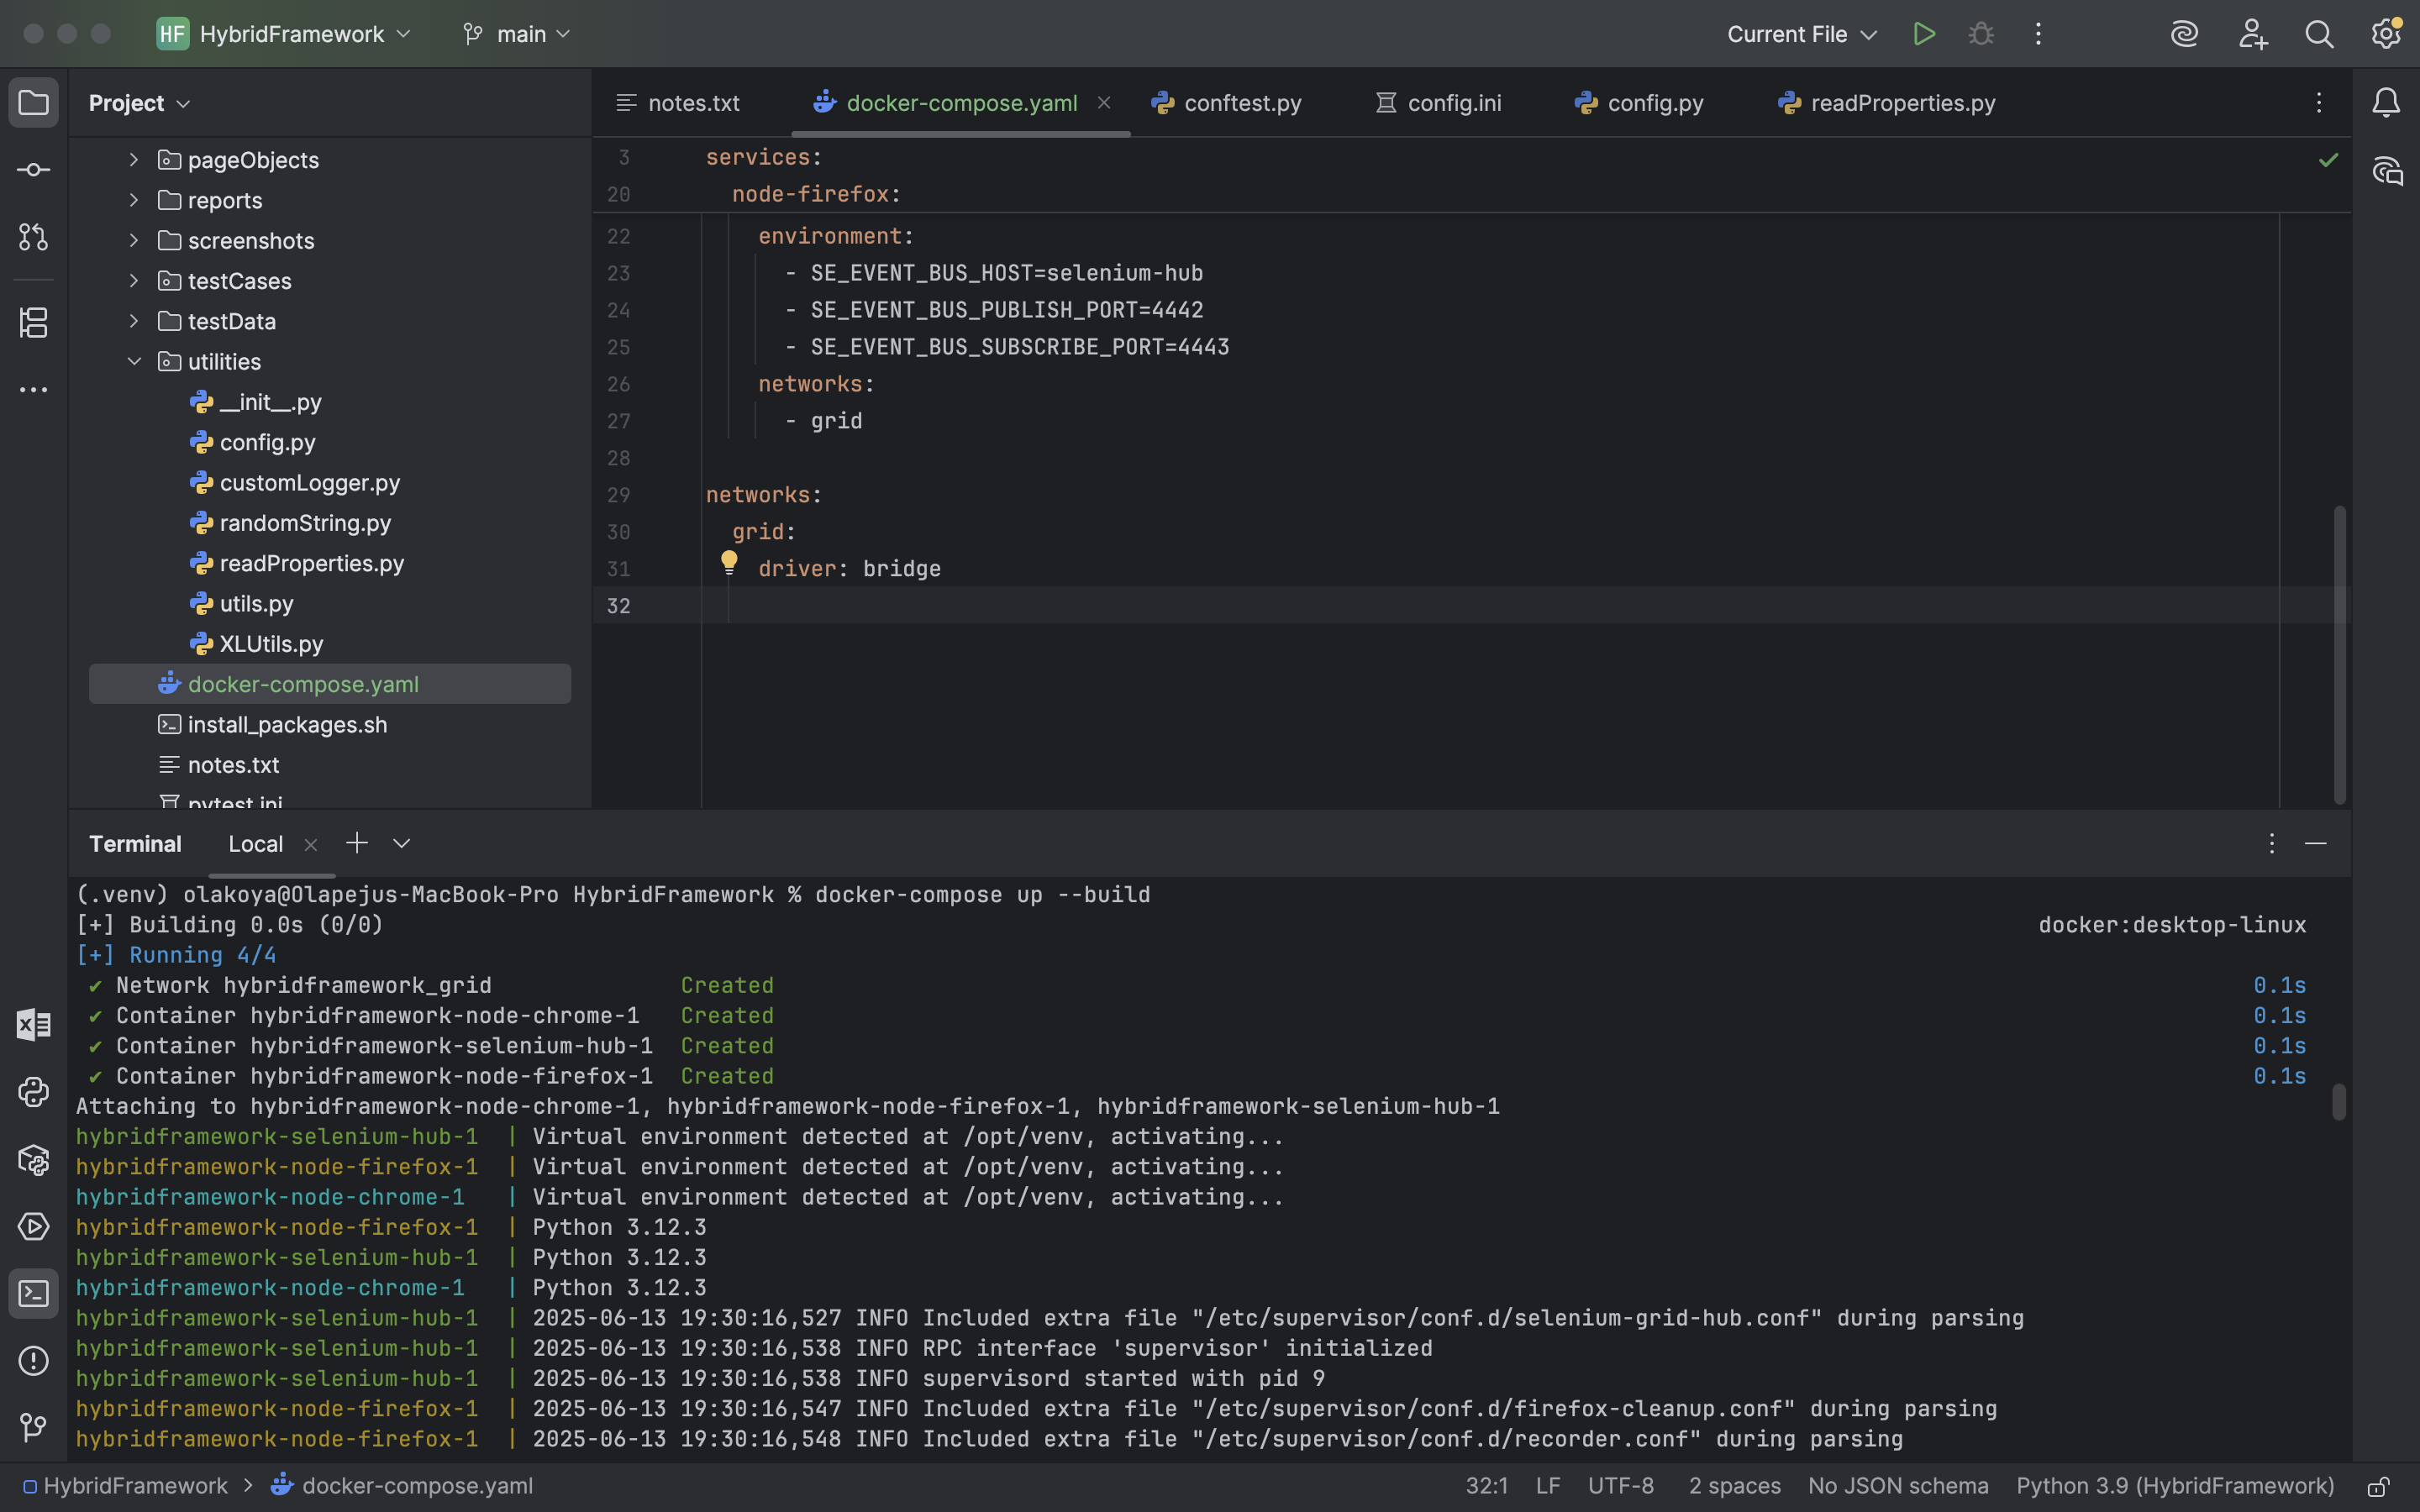 HF HybridFramework main Current File
Project
notes.txt docker-compose.yaml conftest.py config.ini config.py readProperties.py
pageObjects
reports
screenshots
testCases
testData
utilities
__init__.py
config.py
customLogger.py
randomString.py
readProperties.py
utils.py
XLUtils.py
docker-compose.yaml
install_packages.sh
notes.txt
pytest.ini
3 services:
20 node-firefox:
22 environment:
23 - SE_EVENT_BUS_HOST=selenium-hub
24 - SE_EVENT_BUS_PUBLISH_PORT=4442
25 - SE_EVENT_BUS_SUBSCRIBE_PORT=4443
26 networks:
27 - grid
28
29 networks:
30 grid:
31 driver: bridge
32
Terminal Local
(.venv) olakoya@Olapejus-MacBook-Pro HybridFramework % docker-compose up --build
[+] Building 0.0s (0/0) docker:desktop-linux
[+] Running 4/4
✔ Network hybridframework_grid Created 0.1s
✔ Container hybridframework-node-chrome-1 Created 0.1s
✔ Container hybridframework-selenium-hub-1 Created 0.1s
✔ Container hybridframework-node-firefox-1 Created 0.1s
Attaching to hybridframework-node-chrome-1, hybridframework-node-firefox-1, hybridframework-selenium-hub-1
hybridframework-selenium-hub-1 | Virtual environment detected at /opt/venv, activating...
hybridframework-node-firefox-1 | Virtual environment detected at /opt/venv, activating...
hybridframework-node-chrome-1 | Virtual environment detected at /opt/venv, activating...
hybridframework-node-firefox-1 | Python 3.12.3
hybridframework-selenium-hub-1 | Python 3.12.3
hybridframework-node-chrome-1 | Python 3.12.3
hybridframework-selenium-hub-1 | 2025-06-13 19:30:16,527 INFO Included extra file "/etc/supervisor/conf.d/selenium-grid-hub.conf" during parsing
hybridframework-selenium-hub-1 | 2025-06-13 19:30:16,538 INFO RPC interface 'supervisor' initialized
hybridframework-selenium-hub-1 | 2025-06-13 19:30:16,538 INFO supervisord started with pid 9
hybridframework-node-firefox-1 | 2025-06-13 19:30:16,547 INFO Included extra file "/etc/supervisor/conf.d/firefox-cleanup.conf" during parsing
hybridframework-node-firefox-1 | 2025-06-13 19:30:16,548 INFO Included extra file "/etc/supervisor/conf.d/recorder.conf" during parsing
HybridFramework > docker-compose.yaml 32:1 LF UTF-8 2 spaces No JSON schema Python 3.9 (HybridFramework)